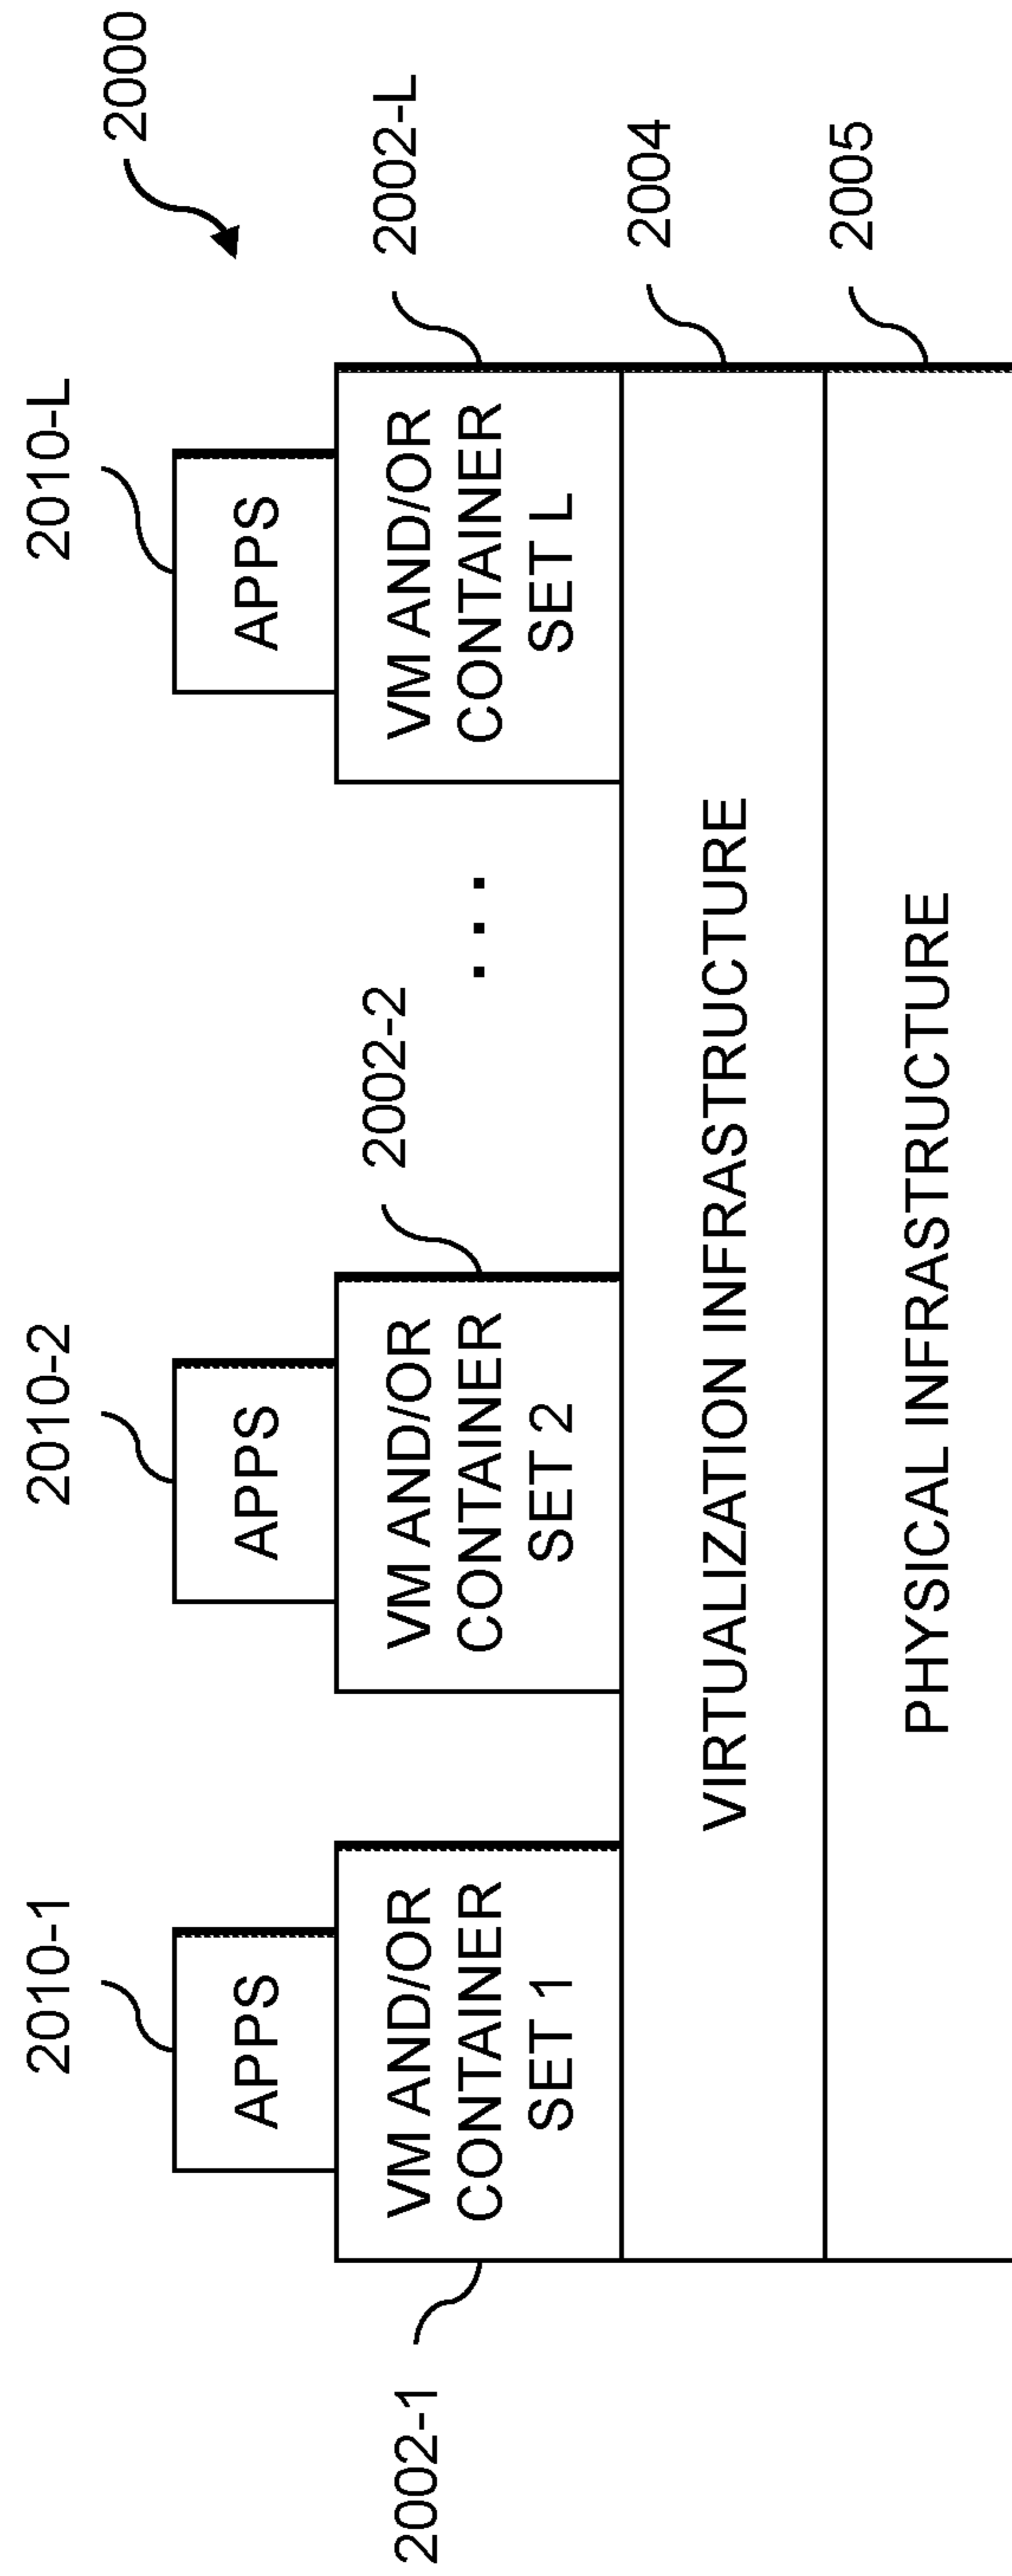 2000
2010-1
2010-2
2010-L
APPS
APPS
APPS
2002-1
VM AND/OR
CONTAINER
SET 1
VM AND/OR
CONTAINER
SET 2
2002-2
. . .
VM AND/OR
CONTAINER
SET L
2002-L
VIRTUALIZATION INFRASTRUCTURE
2004
PHYSICAL INFRASTRUCTURE
2005